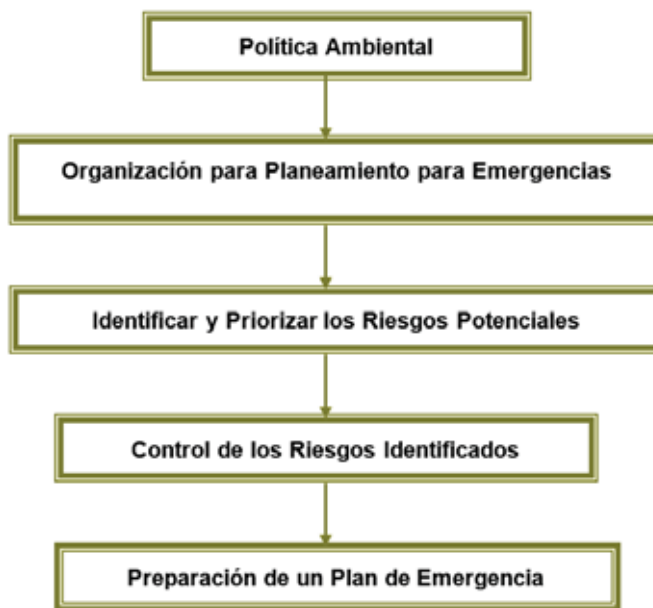 Política Ambiental
Organización para Planeamiento para Emergencias
Identificar y Priorizar los Riesgos Potenciales
Control de los Riesgos Identificados
Preparación de un Plan de Emergencia